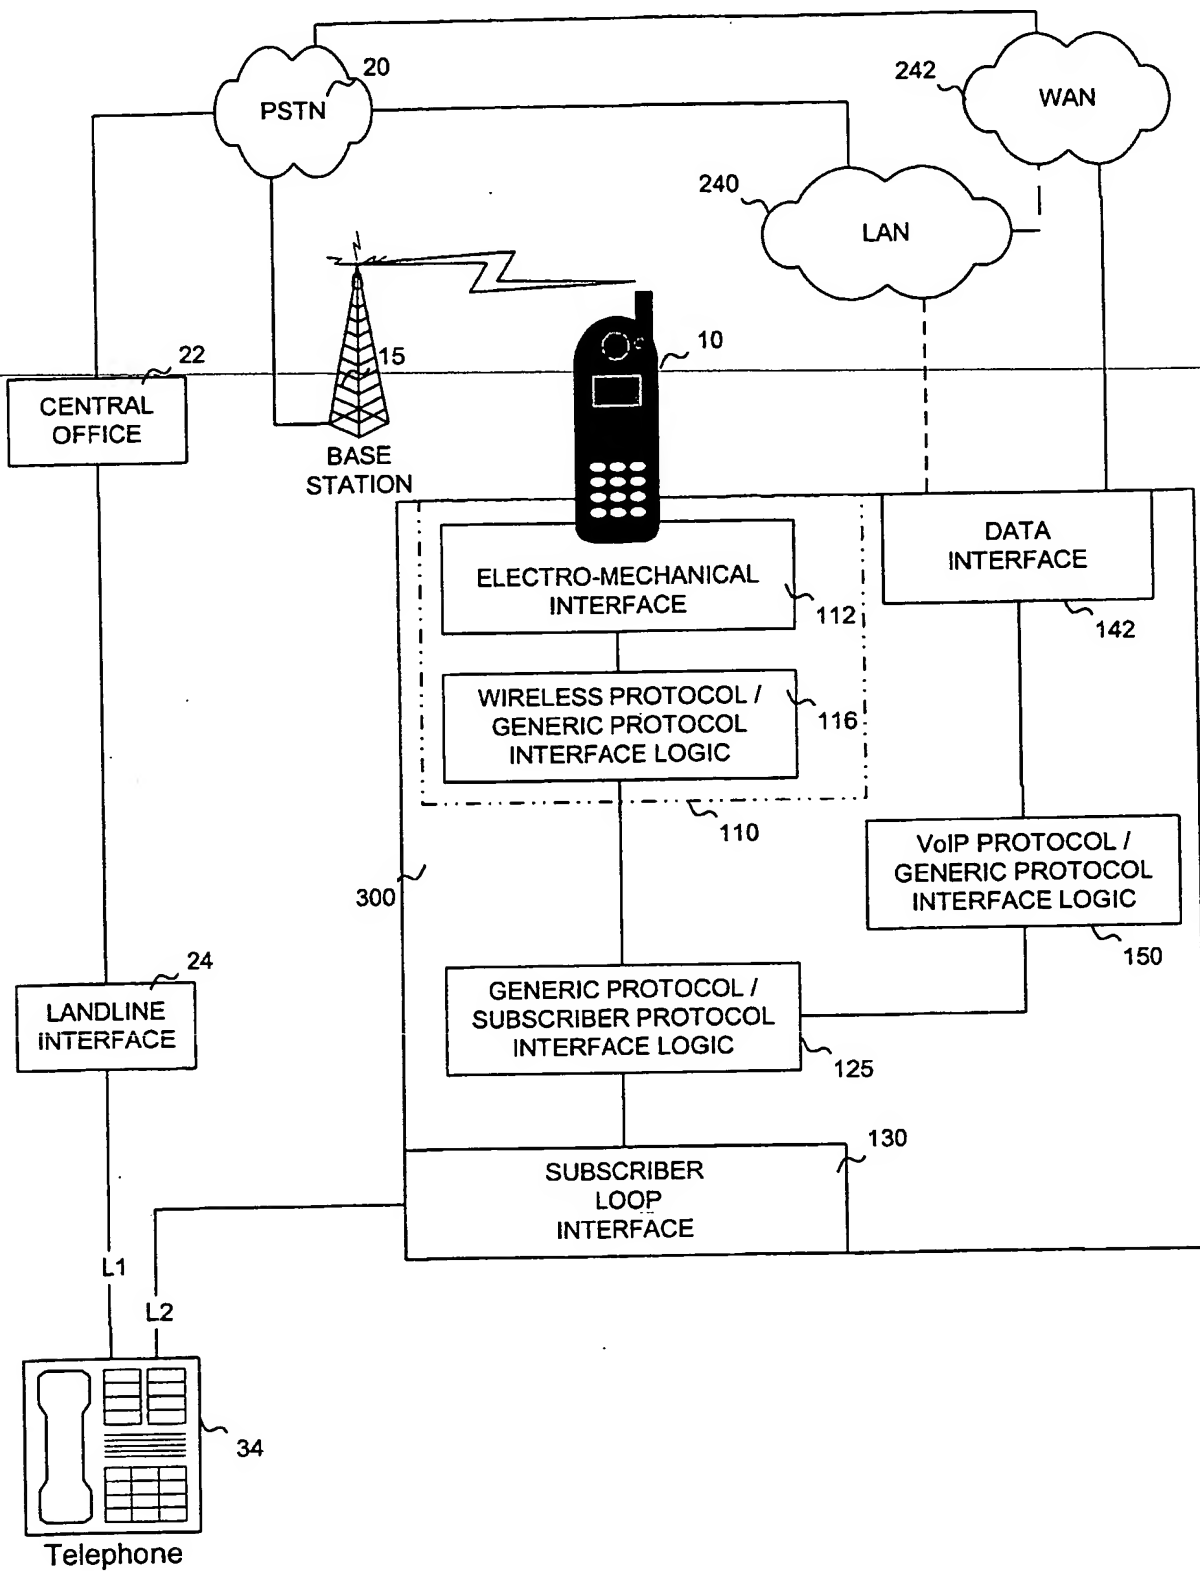 20
PSTN
242
WAN
240
LAN
10
22
15
CENTRAL
OFFICE
BASE
STATION
DATA
INTERFACE
ELECTRO-MECHANICAL
INTERFACE
112
142
WIRELESS PROTOCOL /
GENERIC PROTOCOL
INTERFACE LOGIC
116
110
VoIP PROTOCOL /
GENERIC PROTOCOL
INTERFACE LOGIC
300
150
24
LANDLINE
INTERFACE
GENERIC PROTOCOL /
SUBSCRIBER PROTOCOL
INTERFACE LOGIC
125
130
SUBSCRIBER
LOOP
INTERFACE
L1
L2
34
Telephone